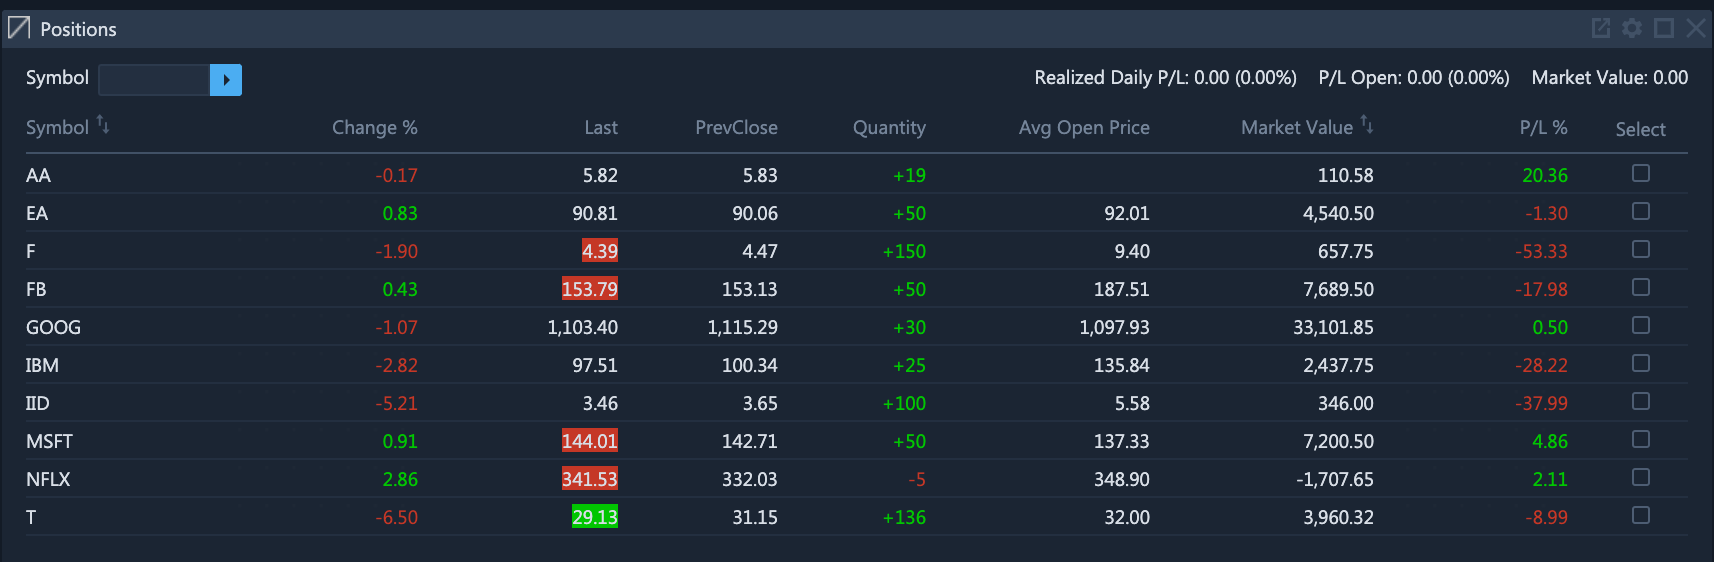 Positions
Symbol Realized Daily P/L: 0.00 (0.00%) P/L Open: 0.00 (0.00%) Market Value: 0.00
Symbol Change % Last PrevClose Quantity Avg Open Price Market Value P/L % Select
AA -0.17 5.82 5.83 +19 110.58 20.36
EA 0.83 90.81 90.06 +50 92.01 4,540.50 -1.30
F -1.90 4.39 4.47 +150 9.40 657.75 -53.33
FB 0.43 153.79 153.13 +50 187.51 7,689.50 -17.98
GOOG -1.07 1,103.40 1,115.29 +30 1,097.93 33,101.85 0.50
IBM -2.82 97.51 100.34 +25 135.84 2,437.75 -28.22
IID -5.21 3.46 3.65 +100 5.58 346.00 -37.99
MSFT 0.91 144.01 142.71 +50 137.33 7,200.50 4.86
NFLX 2.86 341.53 332.03 -5 348.90 -1,707.65 2.11
T -6.50 29.13 31.15 +136 32.00 3,960.32 -8.99